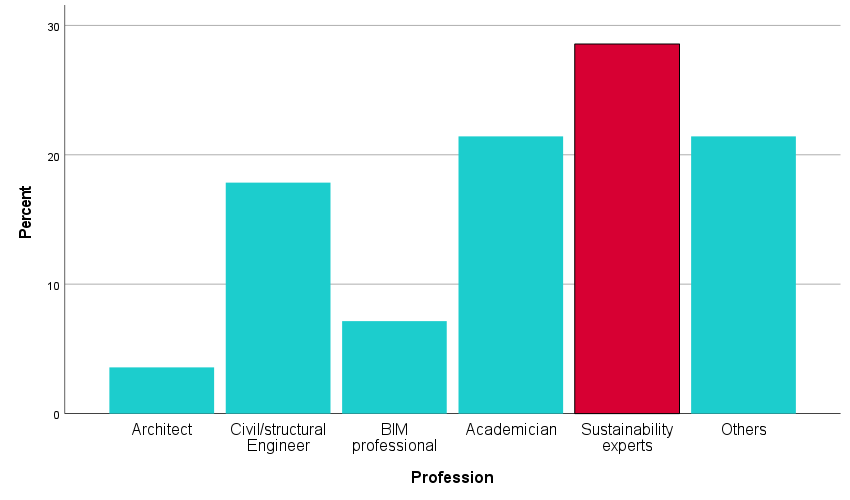 30
20
10
0
Percent
Architect
Civil/structural
Engineer
BIM
professional
Academician
Sustainability
experts
Others
Profession